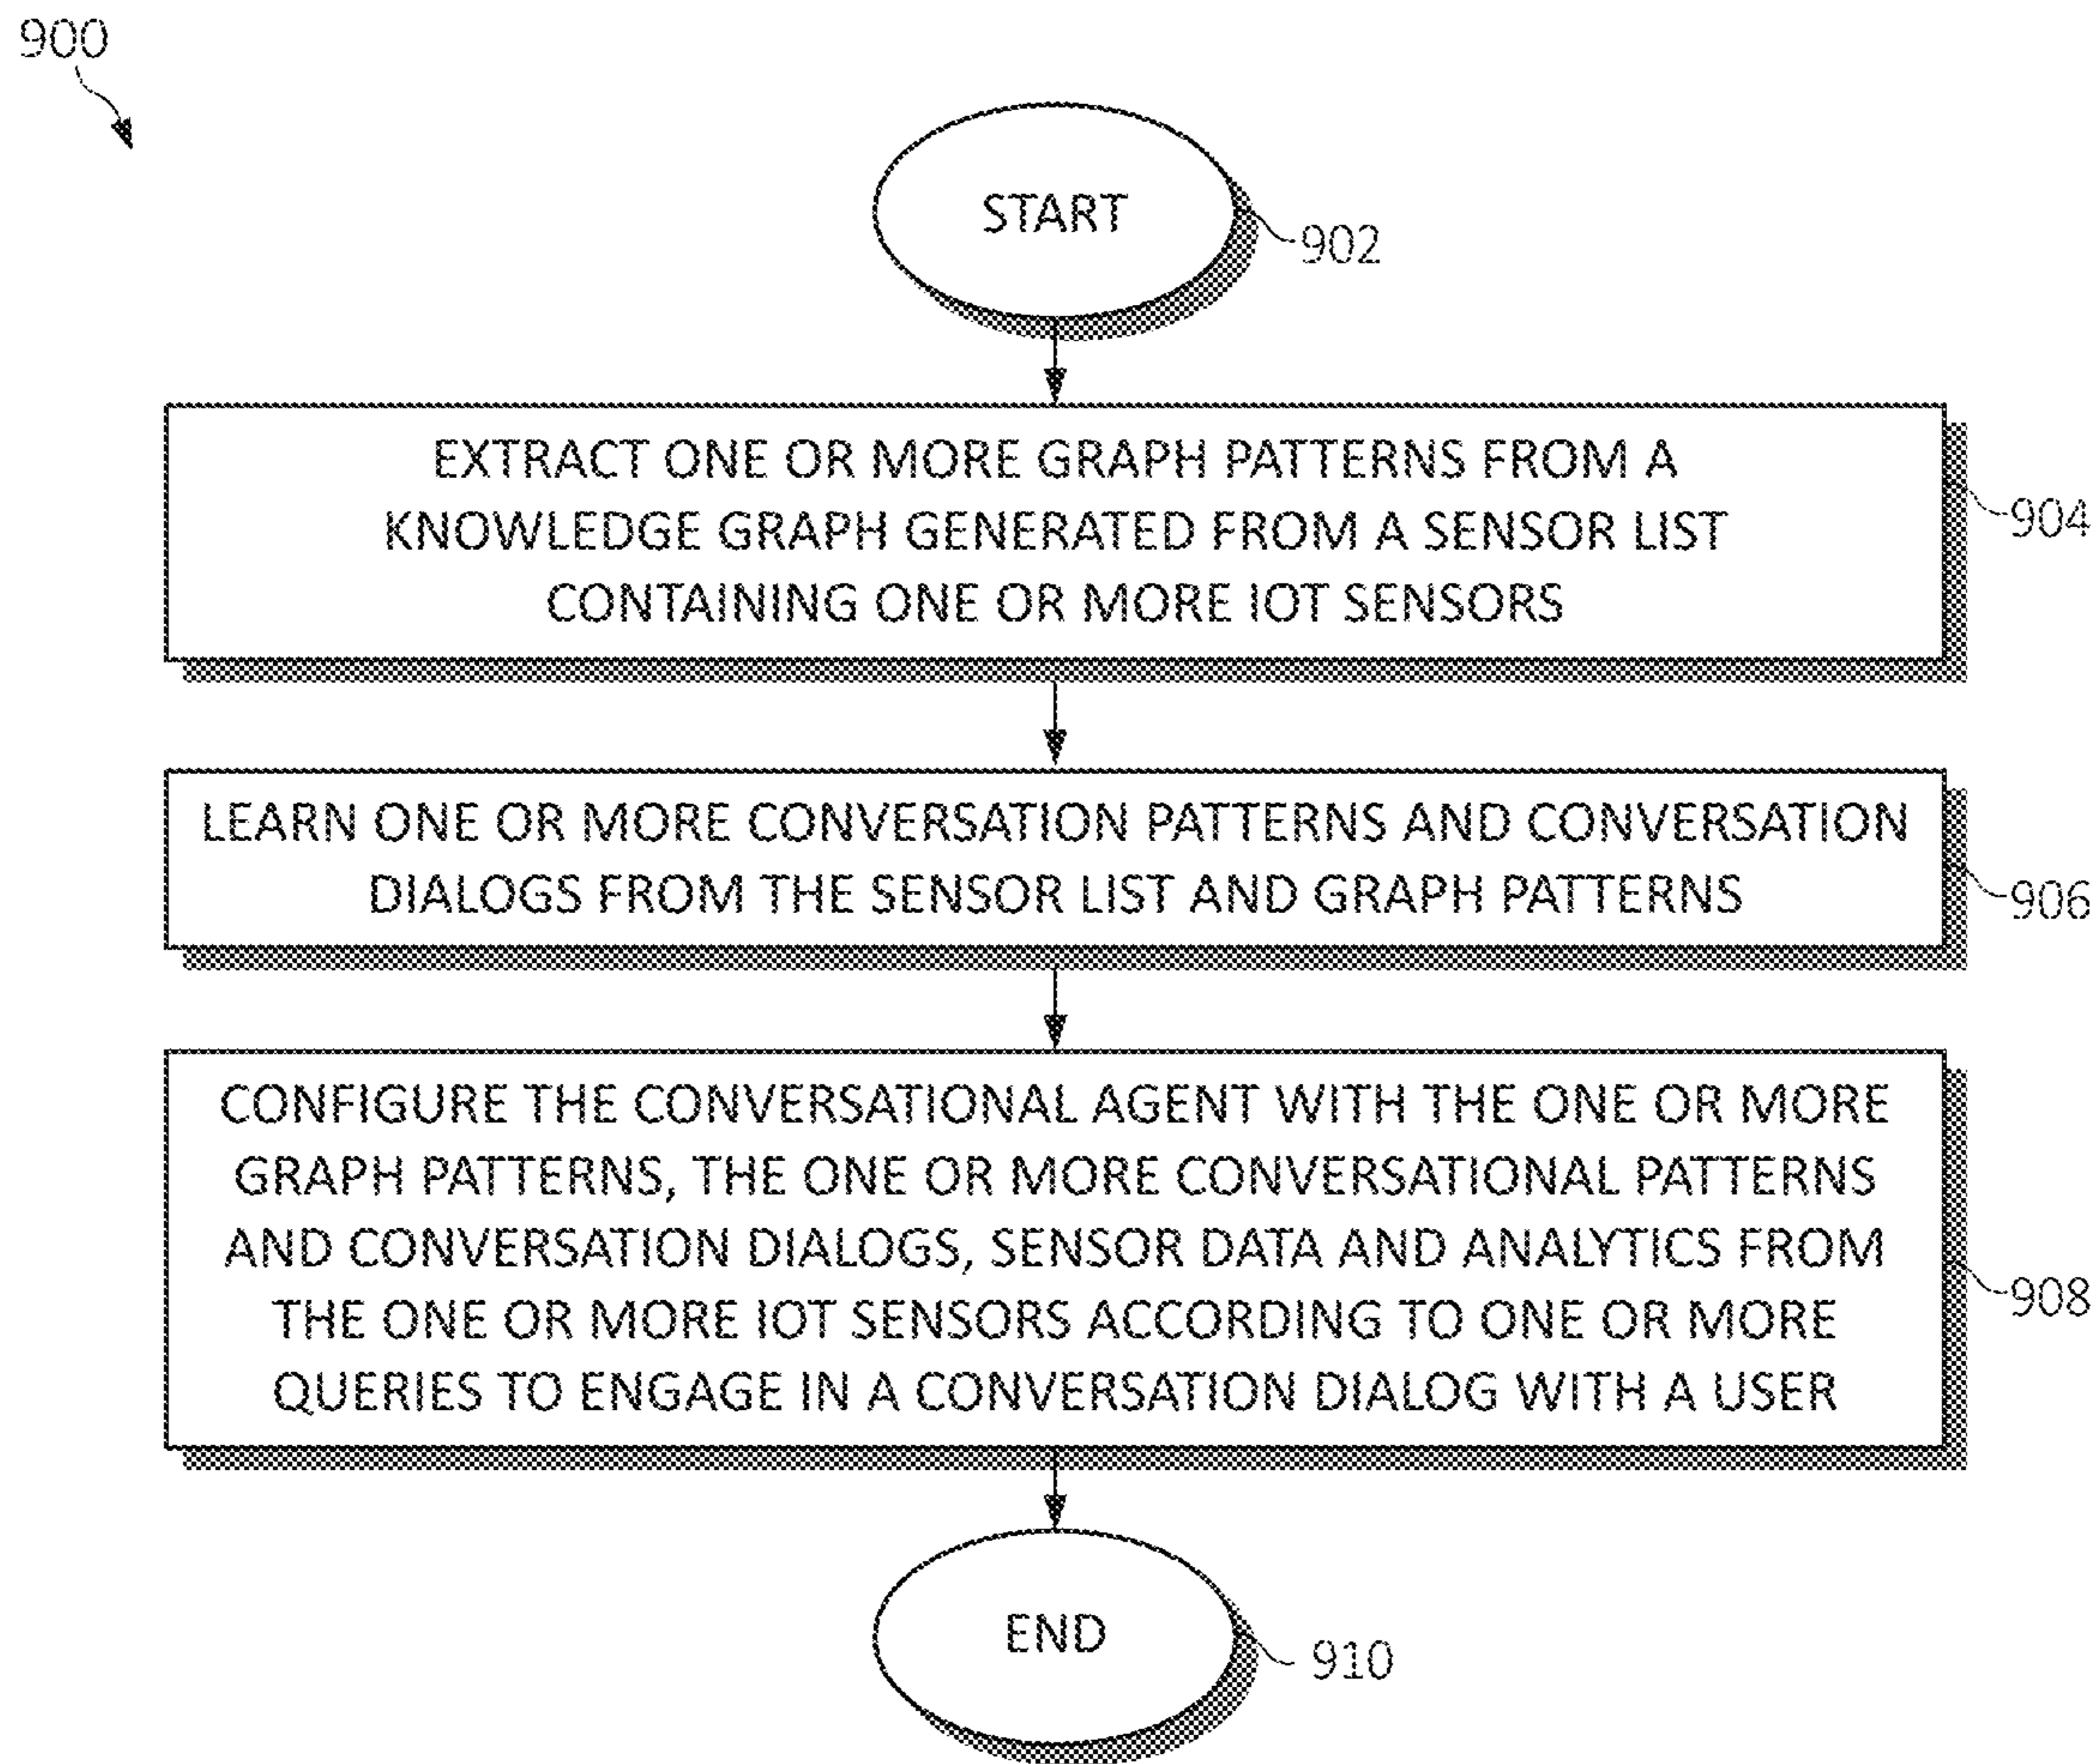 900
START
902
EXTRACT ONE OR MORE GRAPH PATTERNS FROM A
KNOWLEDGE GRAPH GENERATED FROM A SENSOR LIST
CONTAINING ONE OR MORE IOT SENSORS
904
LEARN ONE OR MORE CONVERSATION PATTERNS AND CONVERSATION
DIALOGS FROM THE SENSOR LIST AND GRAPH PATTERNS
906
CONFIGURE THE CONVERSATIONAL AGENT WITH THE ONE OR MORE
GRAPH PATTERNS, THE ONE OR MORE CONVERSATIONAL PATTERNS
AND CONVERSATION DIALOGS, SENSOR DATA AND ANALYTICS FROM
THE ONE OR MORE IOT SENSORS ACCORDING TO ONE OR MORE
QUERIES TO ENGAGE IN A CONVERSATION DIALOG WITH A USER
908
END
910